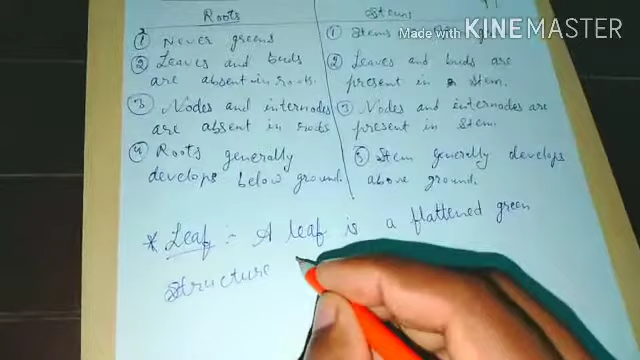 Roots
① Never greens
② Leaves and buds
are absent in roots.
③ Nodes and internodes
are absent in roots
④ Roots generally
develops below ground.
Stems
① Stems
② Leaves and buds are
present in stem.
③ Nodes and internodes are
present in stem.
⑤ Stem generally develops
above ground.
* Leaf :- A leaf is a flattened green
structure
Made with KINEMASTER